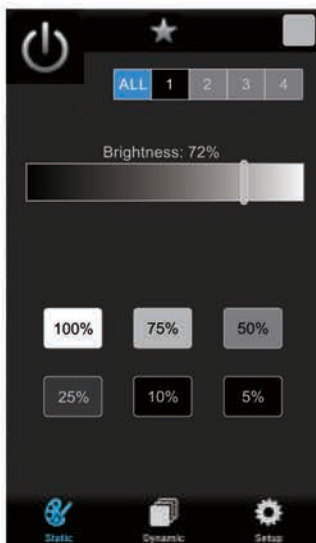 ALL 1 2 3 4
Brightness: 72%
100% 75% 50%
25% 10% 5%
Static Dynamic Setup